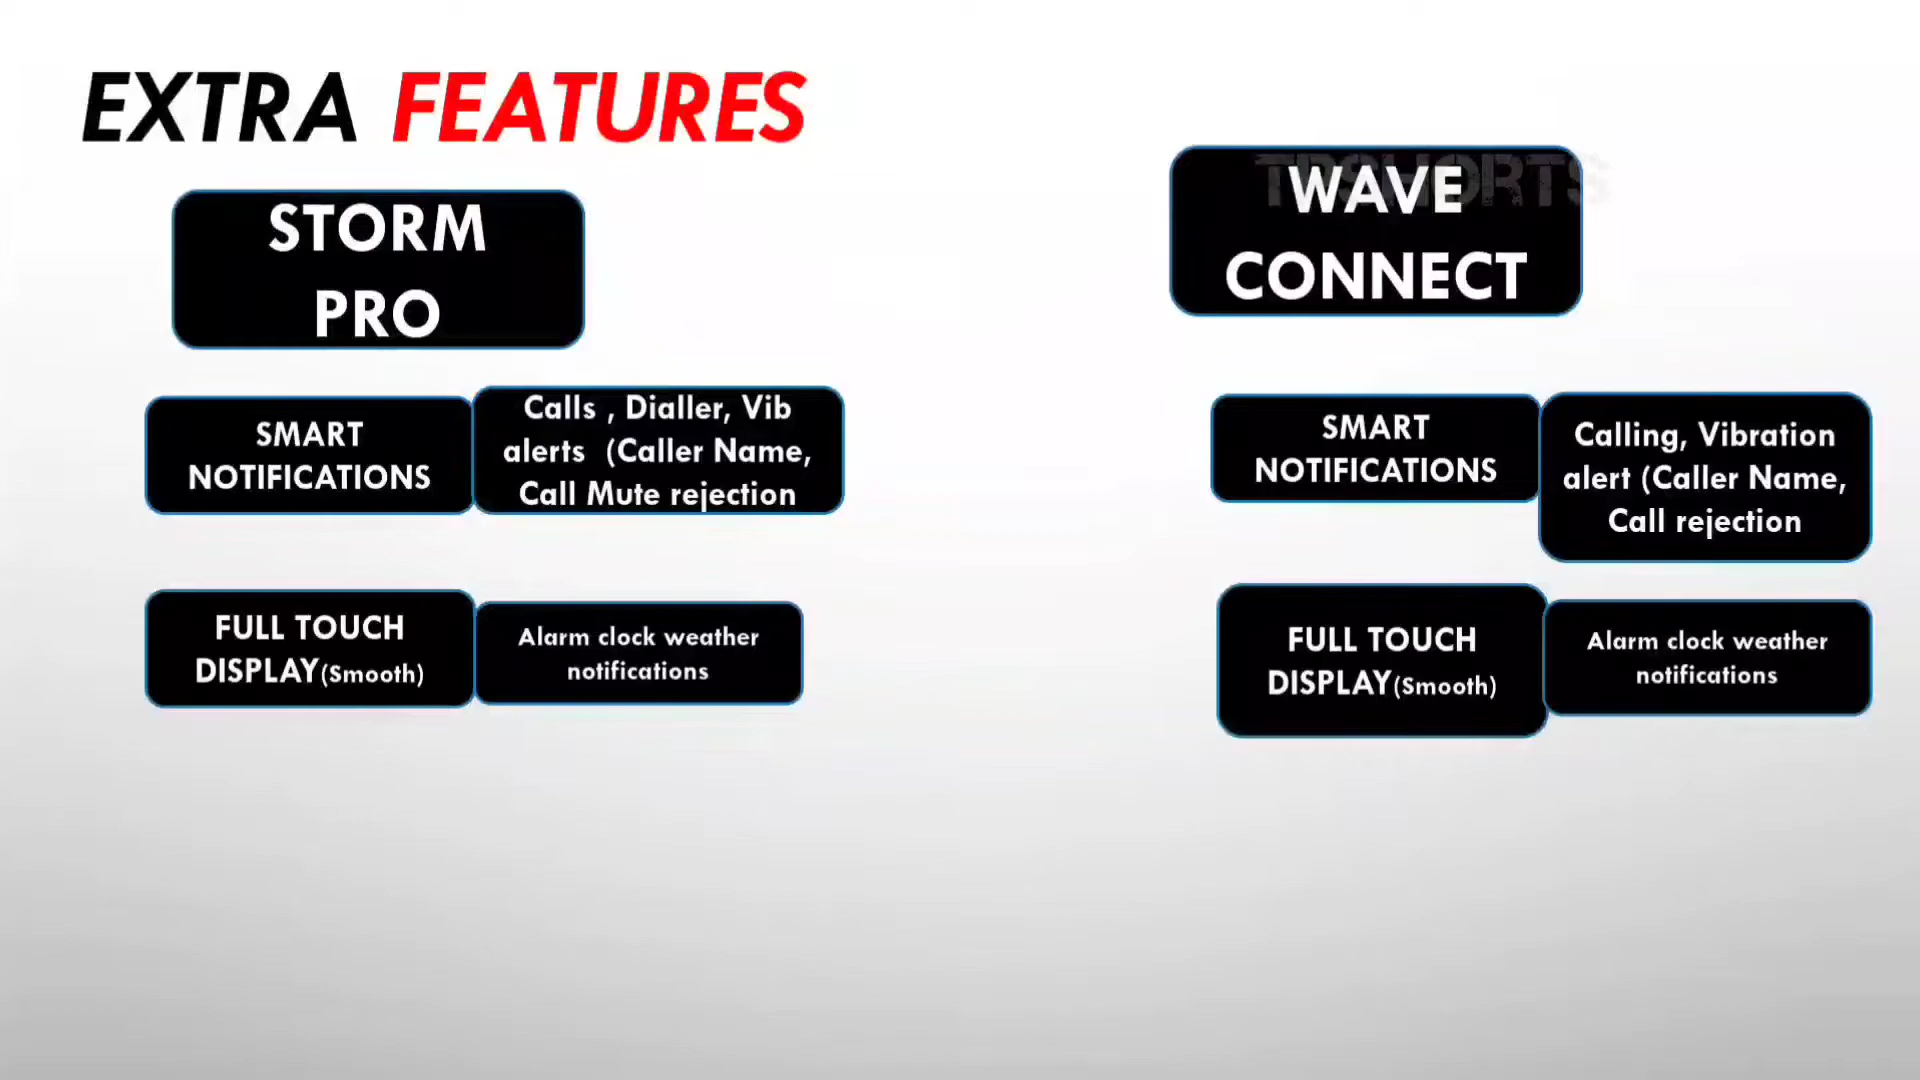 EXTRA FEATURES
STORM
PRO
SMART
NOTIFICATIONS
Calls , Dialler, Vib
alerts  (Caller Name,
Call Mute rejection
FULL TOUCH
DISPLAY(Smooth)
Alarm clock weather
notifications
TPSHORTS
WAVE
CONNECT
SMART
NOTIFICATIONS
Calling, Vibration
alert (Caller Name,
Call rejection
FULL TOUCH
DISPLAY(Smooth)
Alarm clock weather
notifications